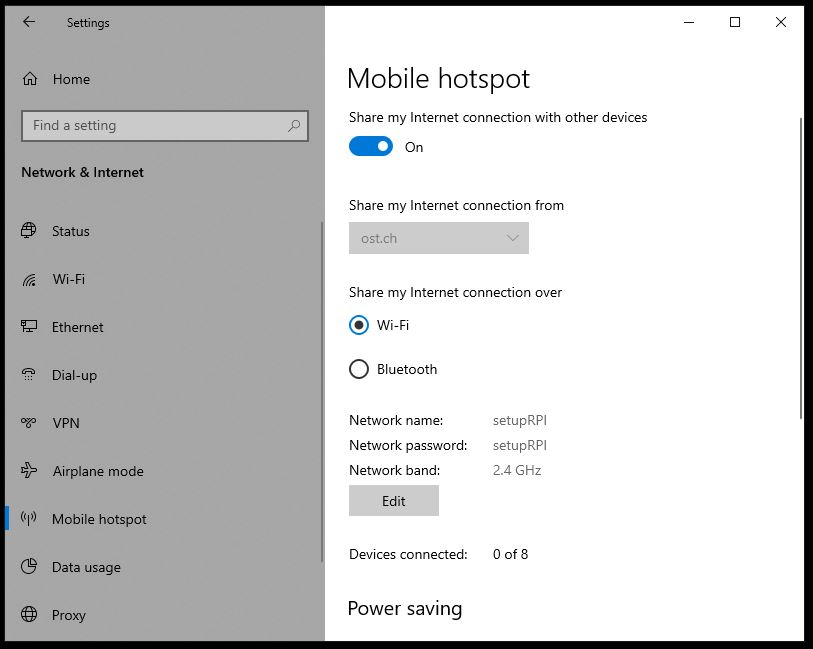 Settings
Home
Find a setting
Network & Internet
Status
Wi-Fi
Ethernet
Dial-up
VPN
Airplane mode
Mobile hotspot
Data usage
Proxy
Mobile hotspot
Share my Internet connection with other devices
On
Share my Internet connection from
ost.ch
Share my Internet connection over
Wi-Fi
Bluetooth
Network name: setupRPI
Network password: setupRPI
Network band: 2.4 GHz
Edit
Devices connected: 0 of 8
Power saving